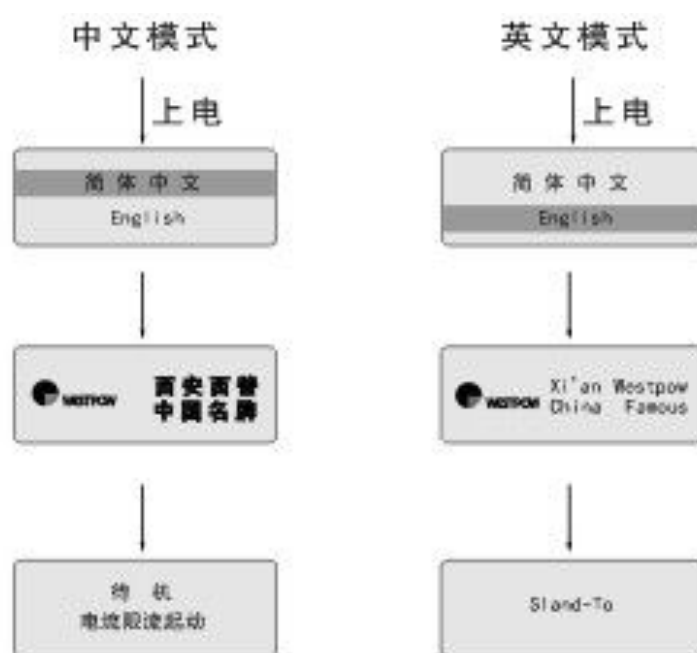 中文模式
上电
简体中文
English
WESTPOW
西安西普
中国名牌
待机
电流限流起动
英文模式
上电
简体中文
English
WESTPOW
Xi'an Westpow
China Famous
Sland-To